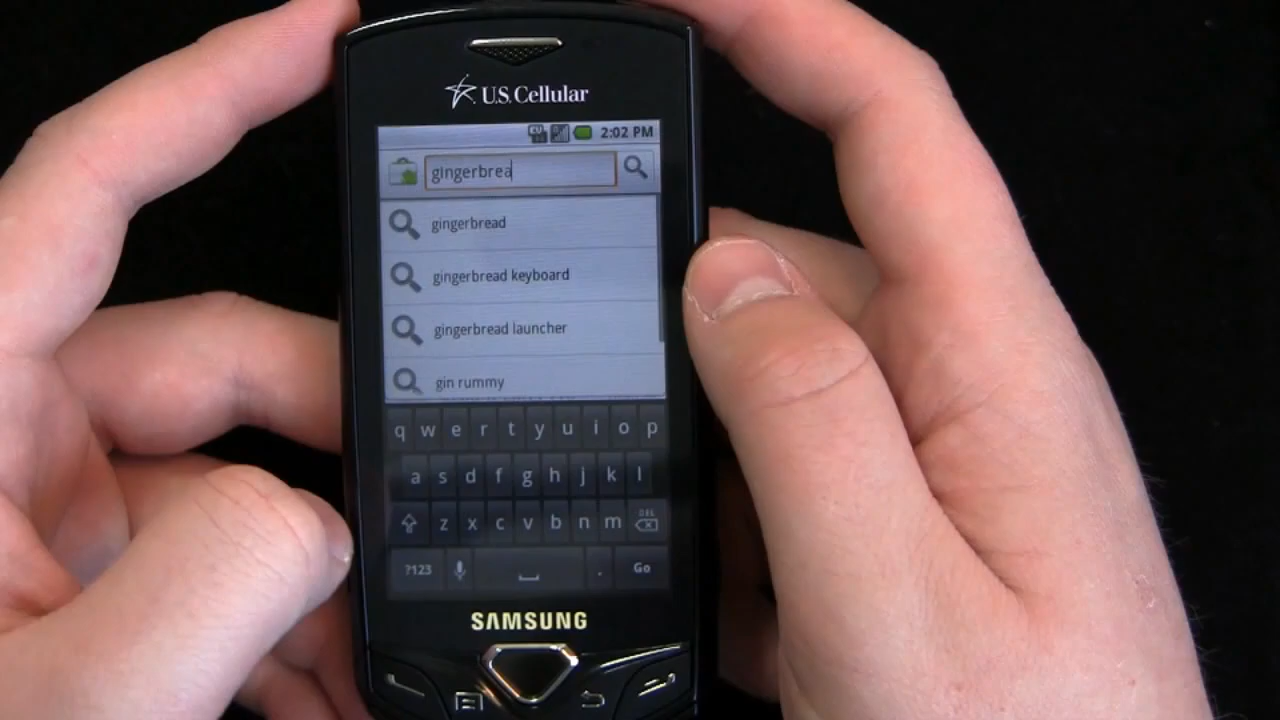 U.S. Cellular
2:02 PM
gingerbrea
gingerbread
gingerbread keyboard
gingerbread launcher
gin rummy
q w e r t y u i o p
a s d f g h j k l
z x c v b n m DEL
?123 . Go
SAMSUNG